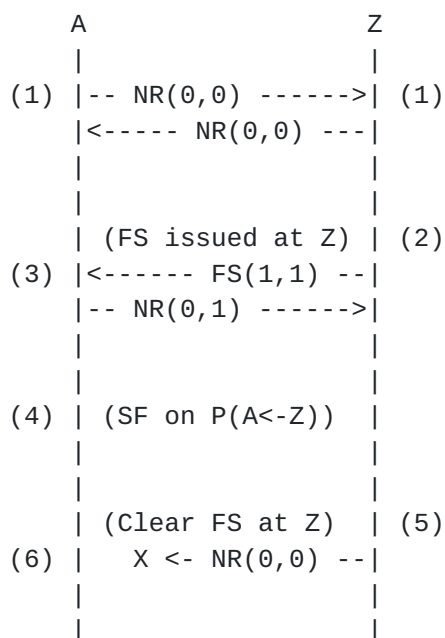 A                  Z
    |                  |
(1) |-- NR(0,0) ------>| (1)
    |<----- NR(0,0) ---|
    |                  |
    |                  |
    | (FS issued at Z) | (2)
(3) |<------ FS(1,1) --|
    |-- NR(0,1) ------>|
    |                  |
    |                  |
(4) | (SF on P(A<-Z))  |
    |                  |
    |                  |
    | (Clear FS at Z)  | (5)
(6) |   X <- NR(0,0) --|
    |                  |
    |                  |